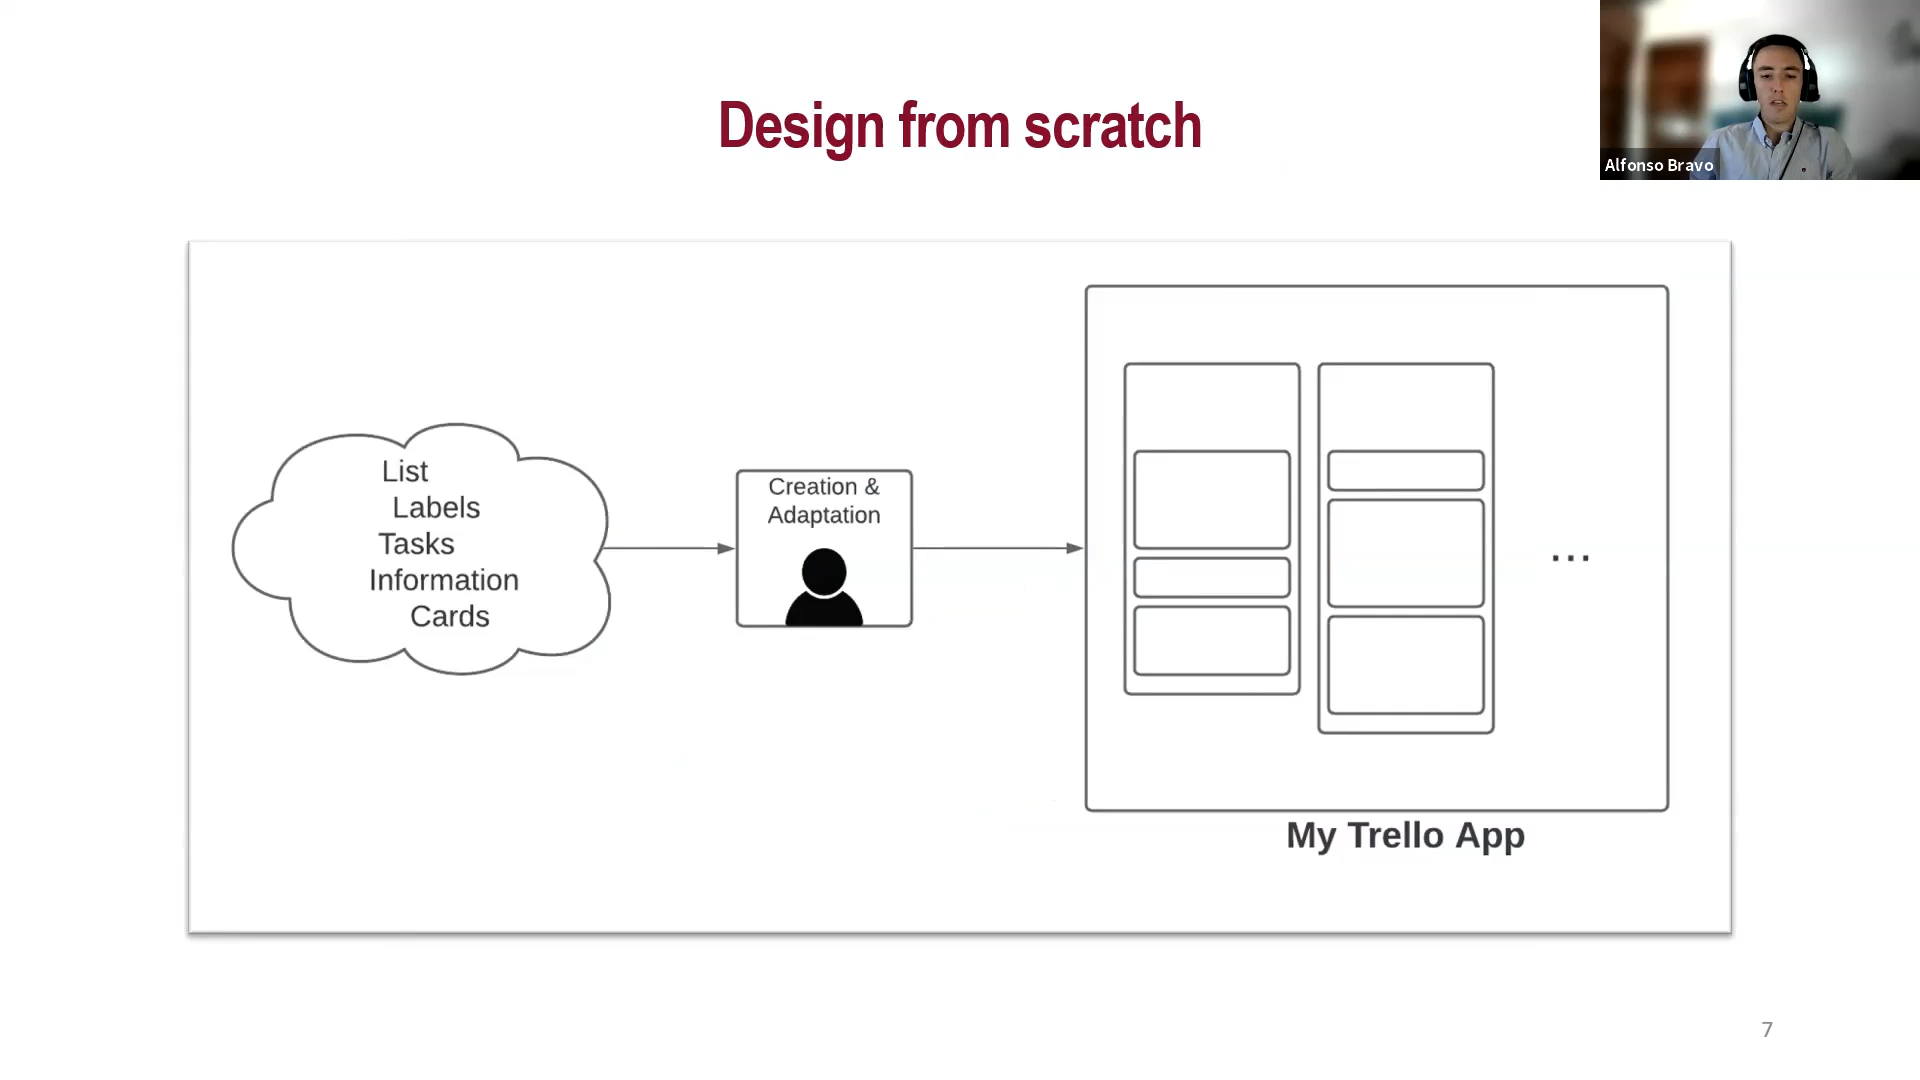 Design from scratch
Alfonso Bravo
List
Labels
Tasks
Information
Cards
Creation &
Adaptation
...
My Trello App
7